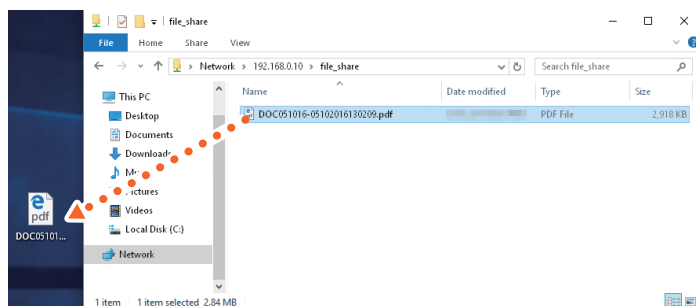 file_share
File Home Share View
Network > 192.168.0.10 > file_share
Search file_share
Name Date modified Type Size
DOC051016-05102016130209.pdf PDF File 2,918 KB
This PC
Desktop
Documents
Downloads
Pictures
Videos
Local Disk (C:)
Network
pdf
DOC05101...
1 item 1 item selected 2.84 MB